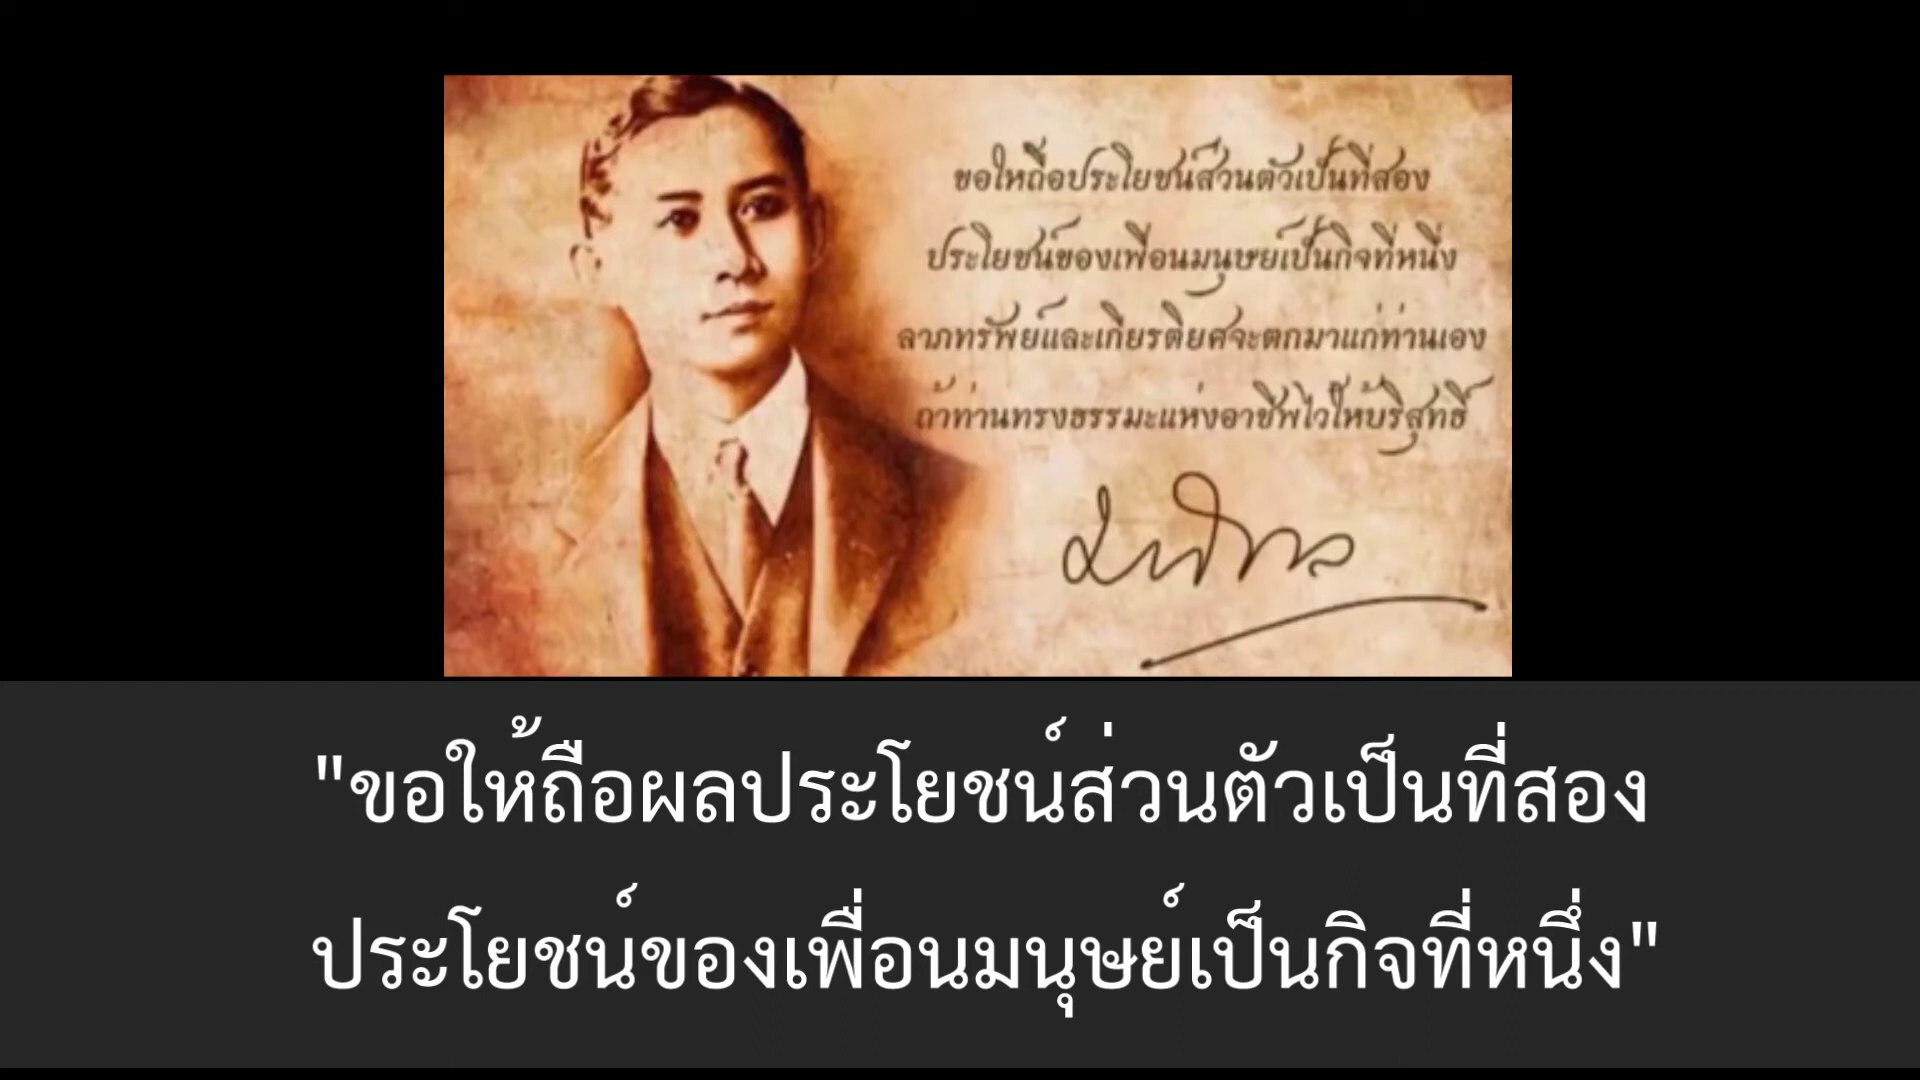 ขอให้ถือประโยชน์ส่วนตัวเป็นที่สอง
ประโยชน์ของเพื่อนมนุษย์เป็นกิจที่หนึ่ง
ลาภทรัพย์และเกียรติยศจะตกมาแก่ท่านเอง
ถ้าท่านทรงธรรมะแห่งอาชีพไว้ให้บริสุทธิ์
"ขอให้ถือผลประโยชน์ส่วนตัวเป็นที่สอง
ประโยชน์ของเพื่อนมนุษย์เป็นกิจที่หนึ่ง"